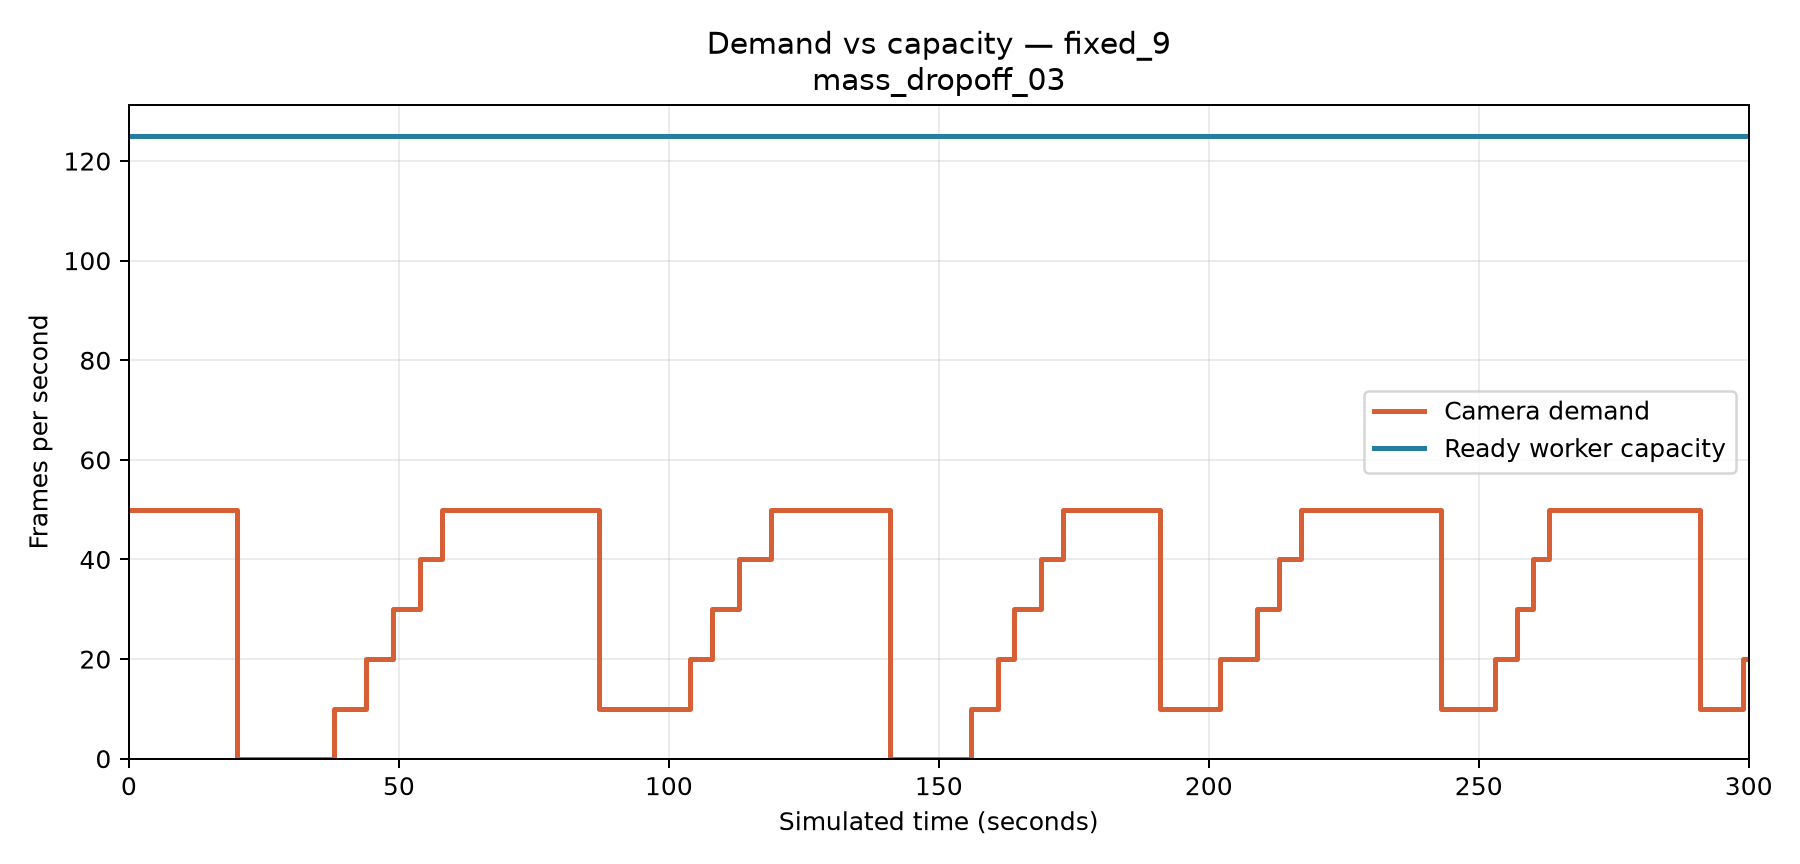 Demand vs capacity — fixed_9
mass_dropoff_03
Frames per second
120
100
80
60
40
20
0
Camera demand
Ready worker capacity
0 50 100 150 200 250 300
Simulated time (seconds)